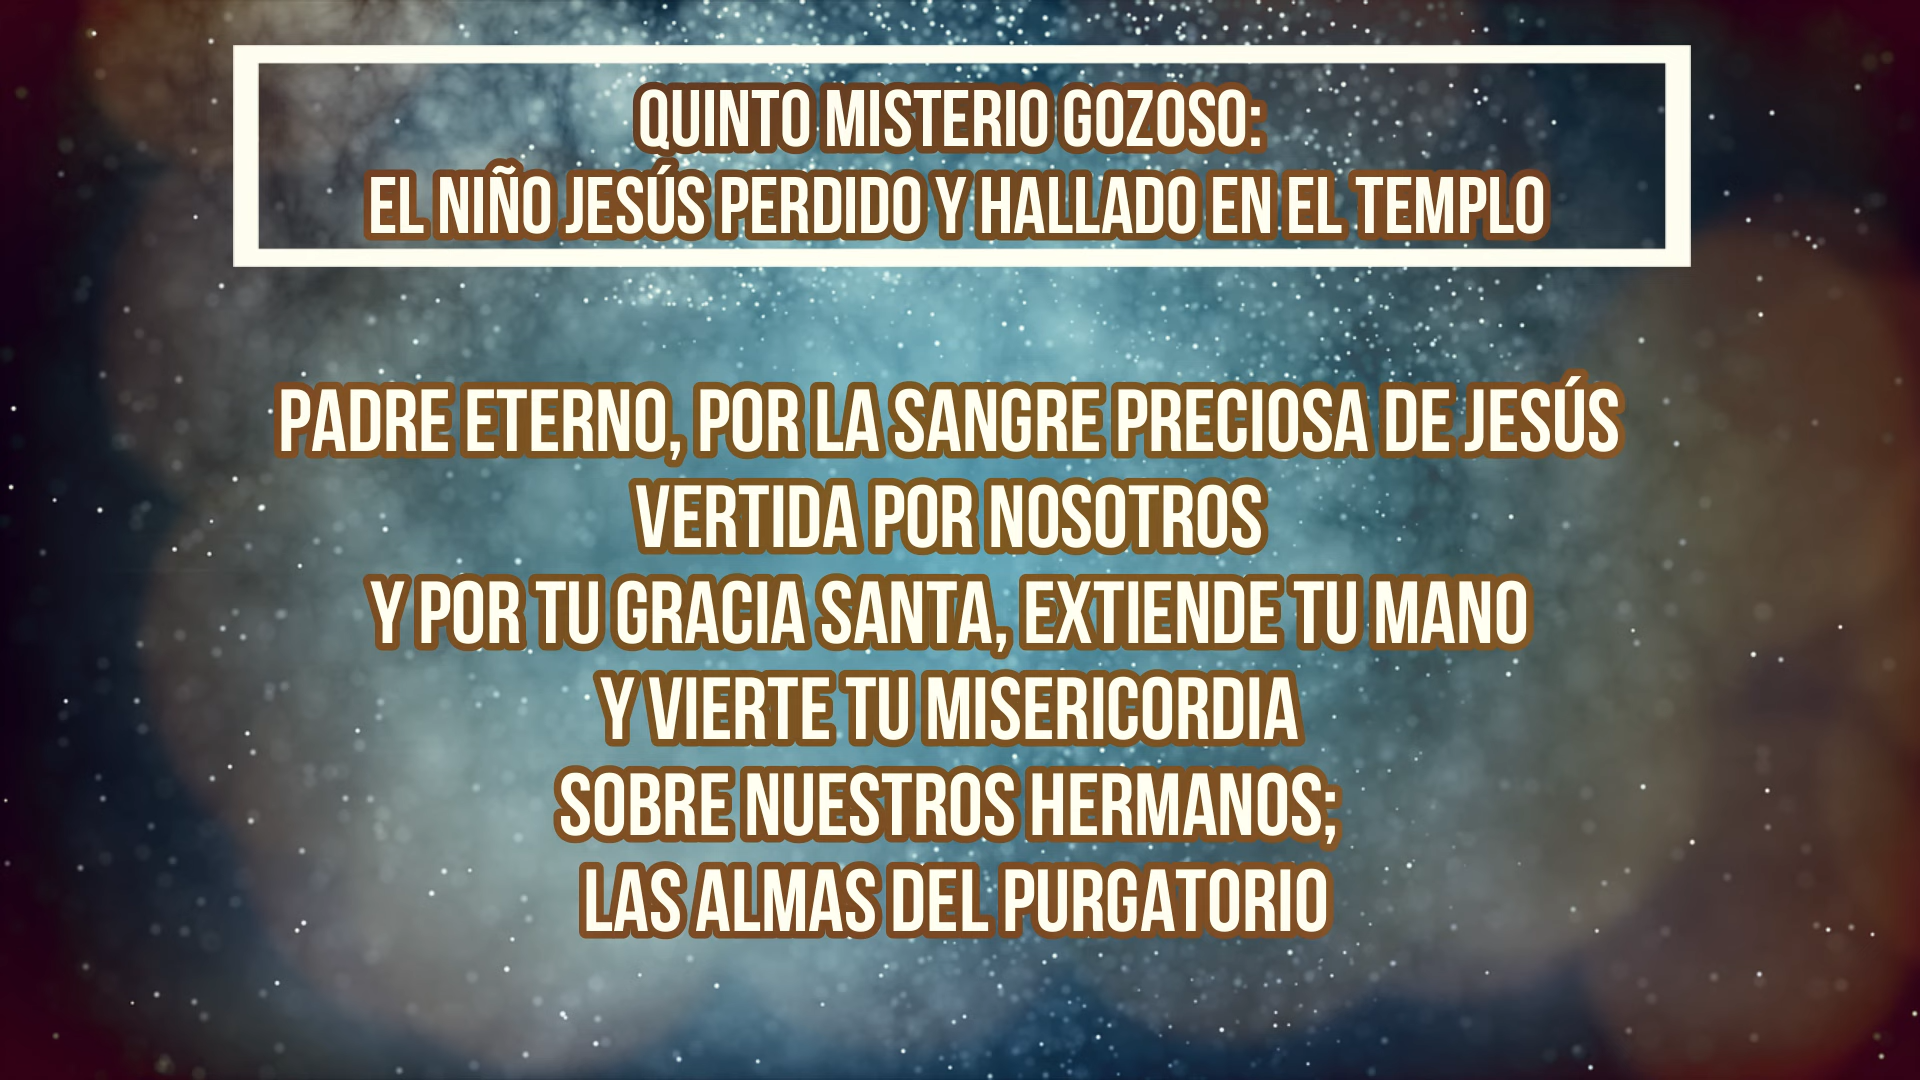 QUINTO MISTERIO GOZOSO:
EL NIÑO JESÚS PERDIDO Y HALLADO EN EL TEMPLO
PADRE ETERNO, POR LA SANGRE PRECIOSA DE JESÚS
VERTIDA POR NOSOTROS
Y POR TU GRACIA SANTA, EXTIENDE TU MANO
Y VIERTE TU MISERICORDIA
SOBRE NUESTROS HERMANOS;
LAS ALMAS DEL PURGATORIO